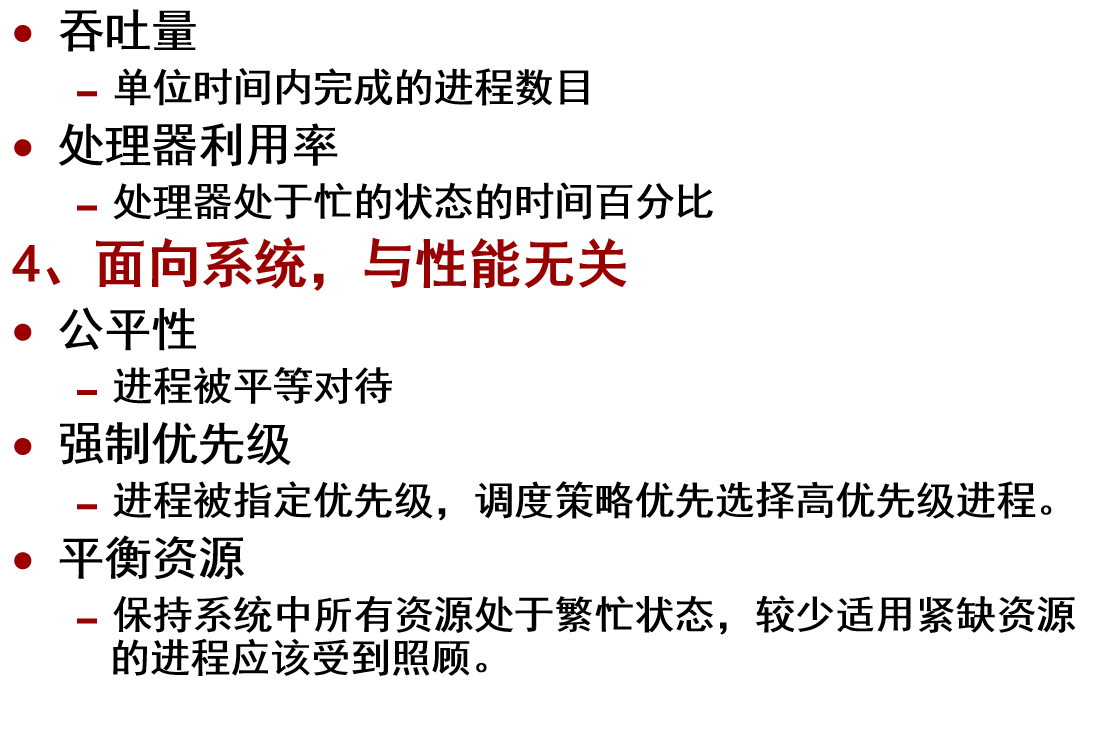 • 吞吐量
– 单位时间内完成的进程数目
• 处理器利用率
– 处理器处于忙的状态的时间百分比
4、面向系统，与性能无关
• 公平性
– 进程被平等对待
• 强制优先级
– 进程被指定优先级，调度策略优先选择高优先级进程。
• 平衡资源
– 保持系统中所有资源处于繁忙状态，较少适用紧缺资源
的进程应该受到照顾。